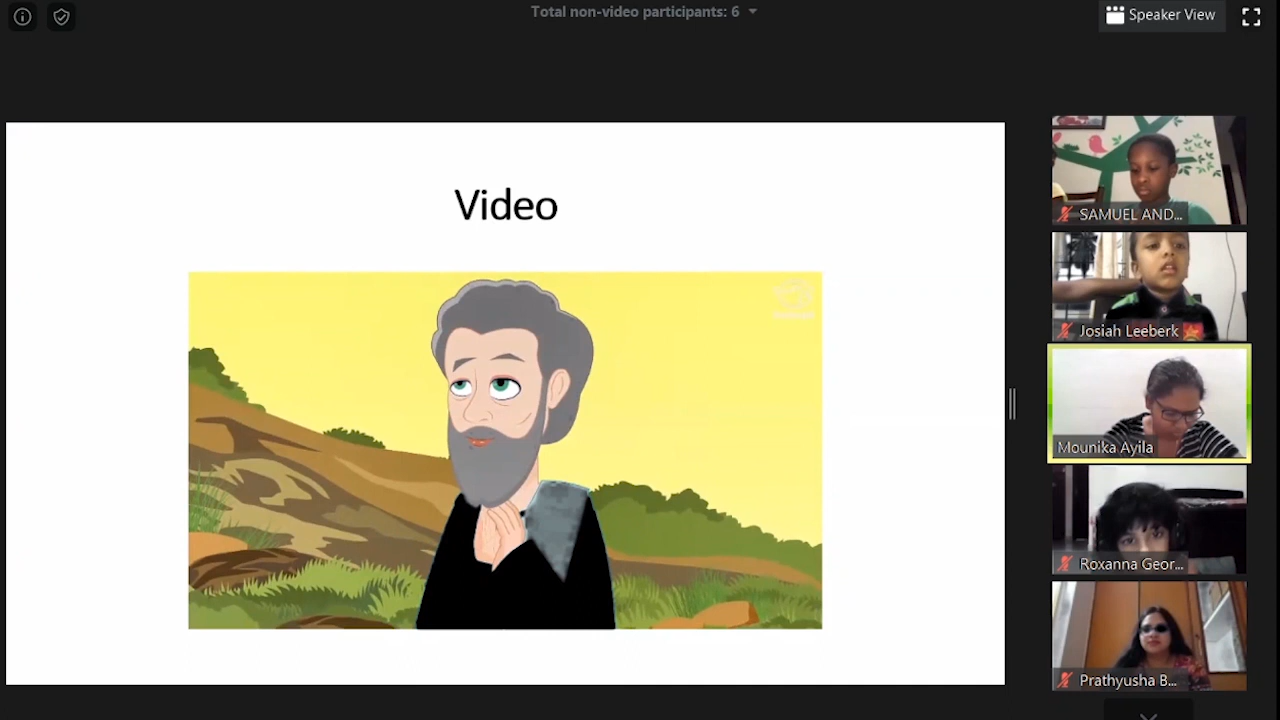 Total non-video participants: 6
Speaker View
Video
SAMUEL AND...
Josiah Leeberk
Mounika Ayila
Roxanna Geor...
Prathyusha B...